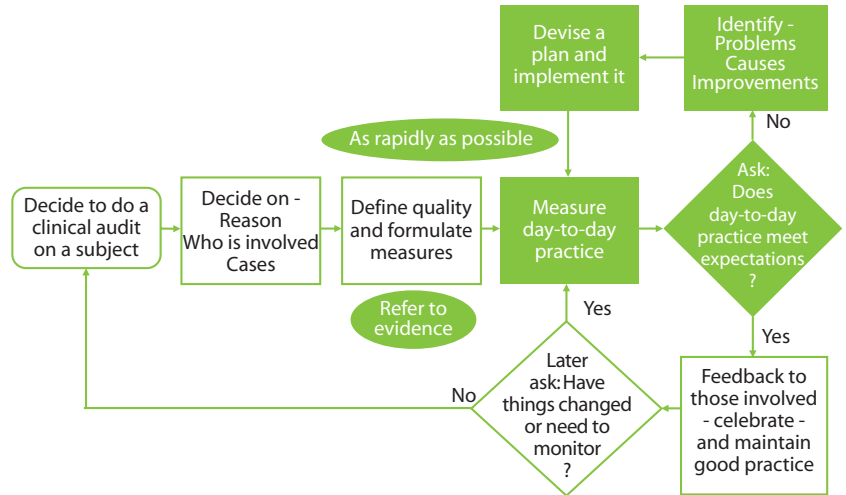 Devise a
plan and
implement it
Identify -
Problems
Causes
Improvements
As rapidly as possible
No
Decide to do a
clinical audit
on a subject
Decide on -
Reason
Who is involved
Cases
Define quality
and formulate
measures
Measure
day-to-day
practice
Ask:
Does
day-to-day
practice meet
expectations
?
Refer to
evidence
Yes
Yes
Later
ask: Have
things changed
or need to
monitor
?
No
Feedback to
those involved
- celebrate -
and maintain
good practice